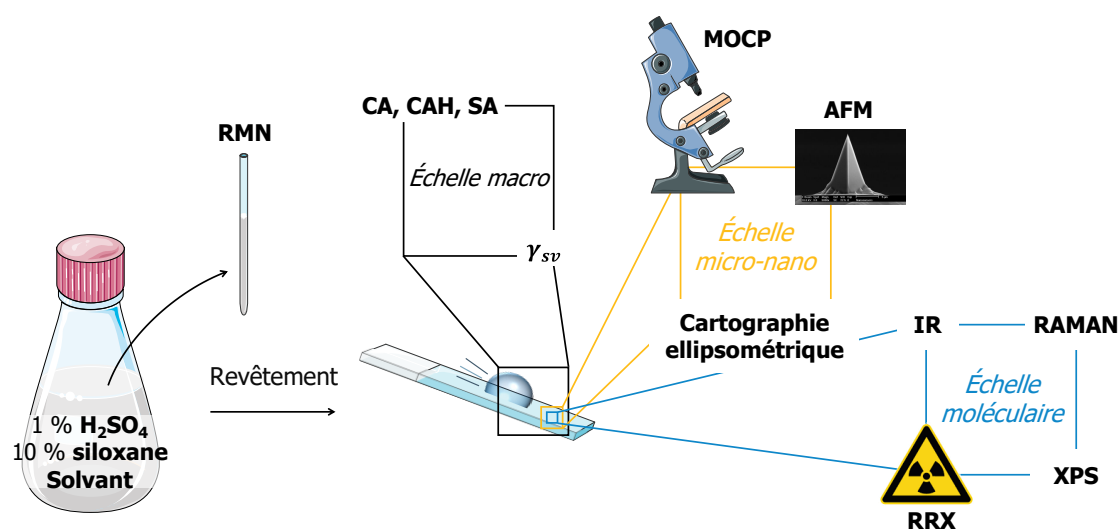 MOCP
CA, CAH, SA
AFM
RMN
Échelle macro
γsv
Échelle
micro-nano
Cartographie
ellipsométrique
IR
RAMAN
Revêtement
Échelle
moléculaire
1 % H₂SO₄
10 % siloxane
Solvant
XPS
RRX